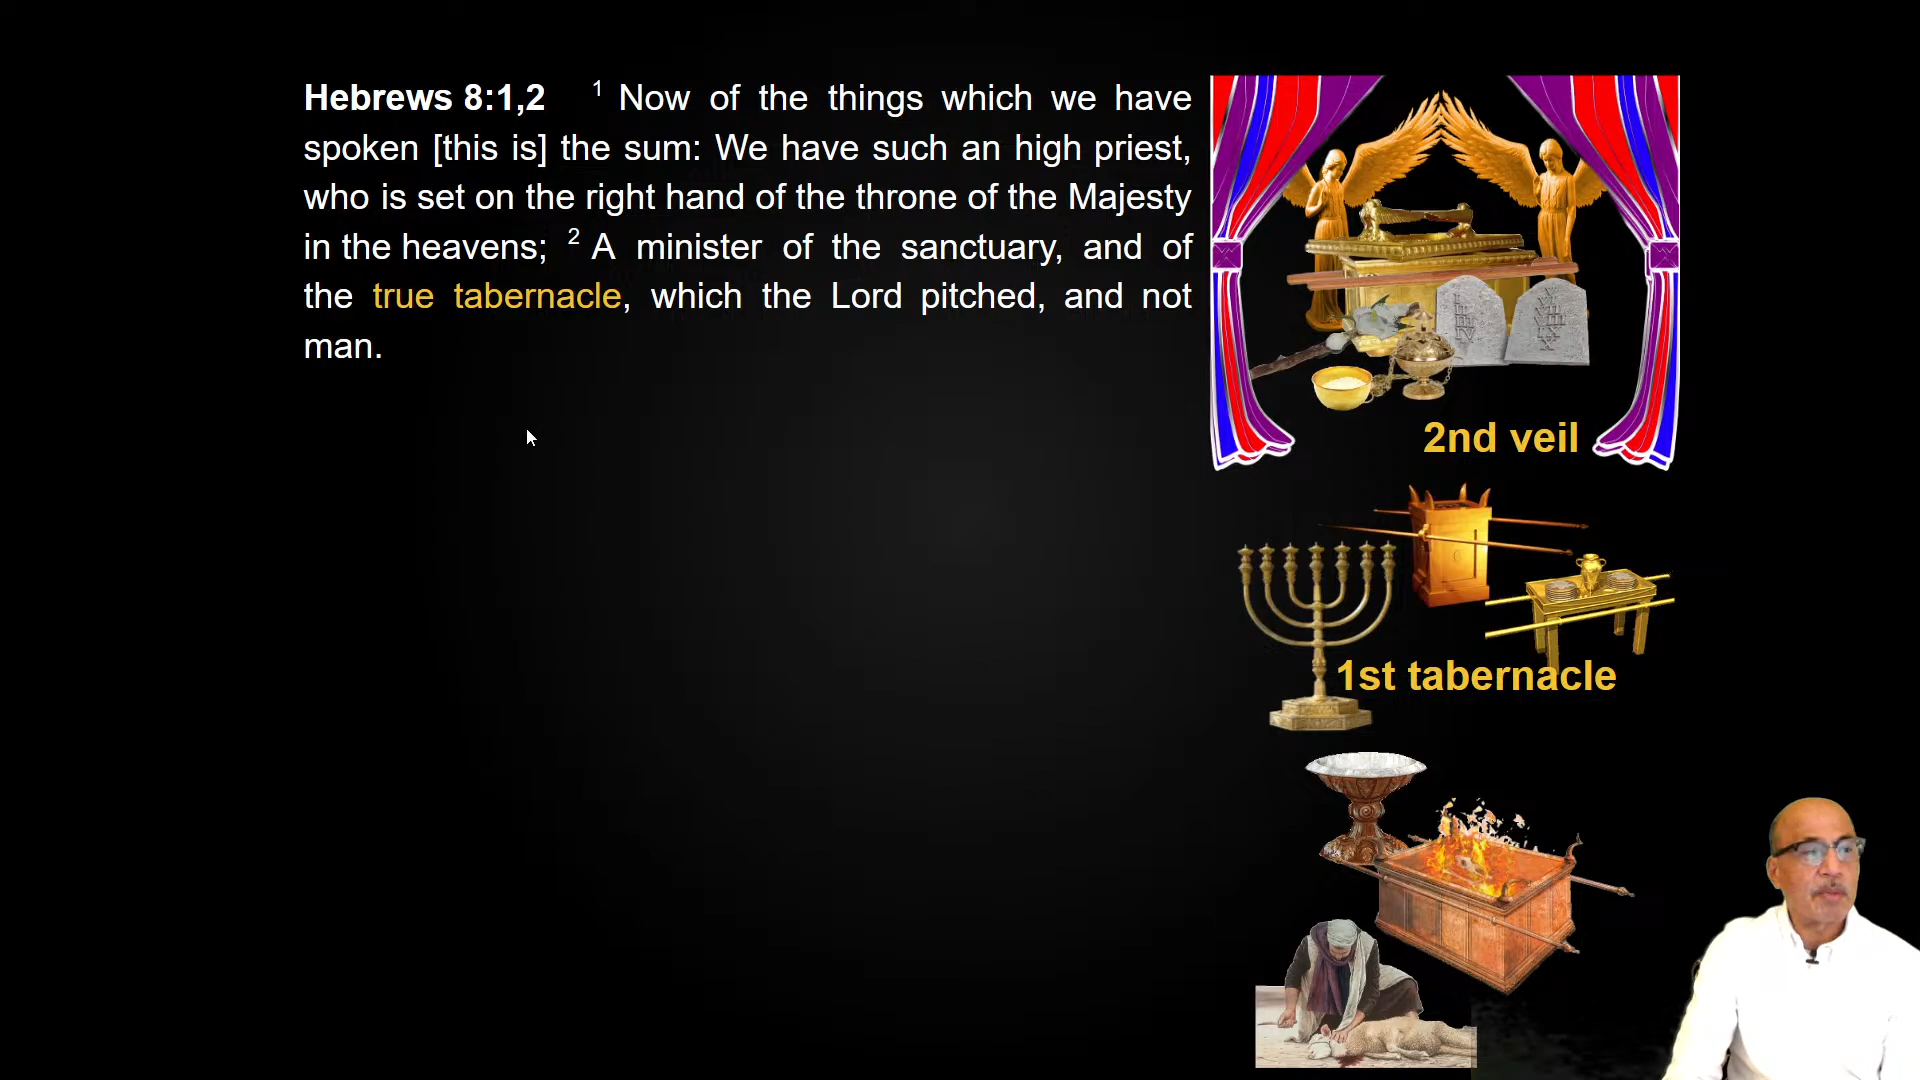 Hebrews 8:1,2 1 Now of the things which we have
spoken [this is] the sum: We have such an high priest,
who is set on the right hand of the throne of the Majesty
in the heavens; 2 A minister of the sanctuary, and of
the true tabernacle, which the Lord pitched, and not
man.
2nd veil
1st tabernacle